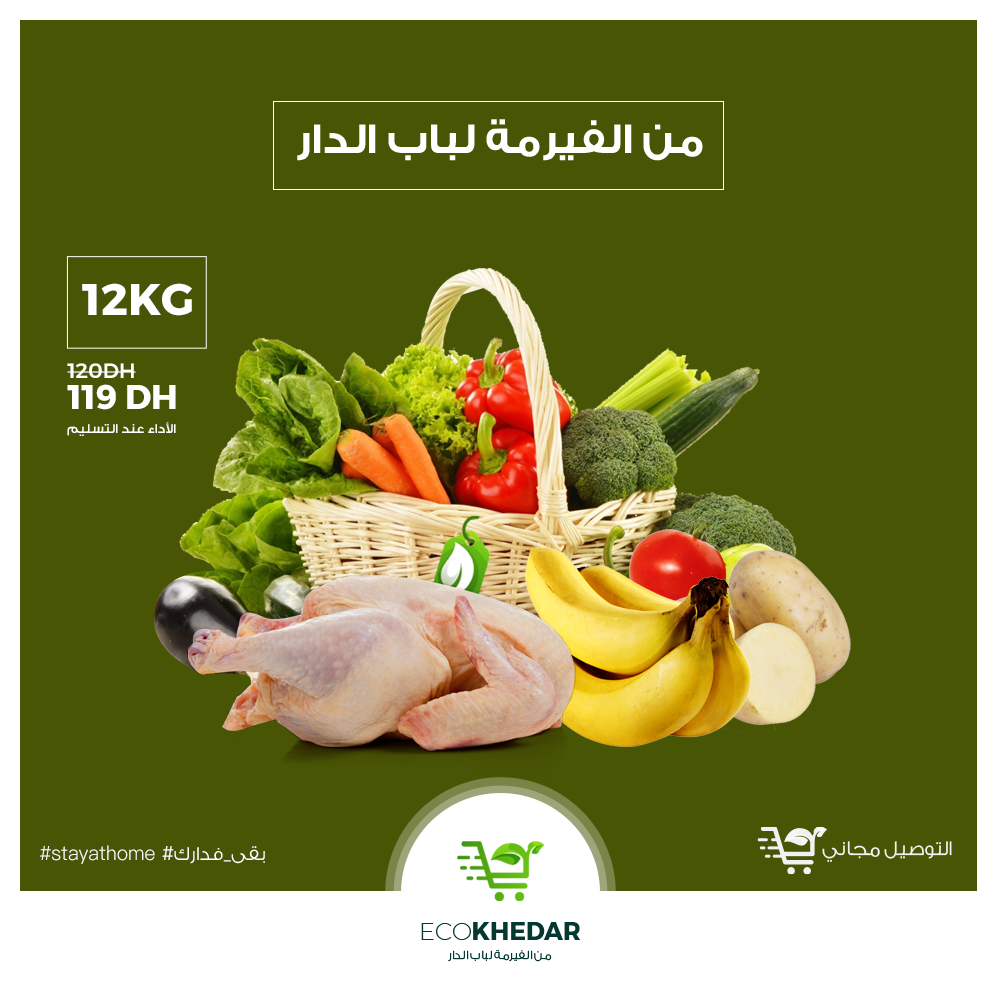 من الفيرمة لباب الدار
12KG
120DH
119 DH
الأداء عند التسليم
#stayathome #بقى_فدارك
التوصيل مجاني
ECOKHEDAR
من الفيرمة لباب الدار